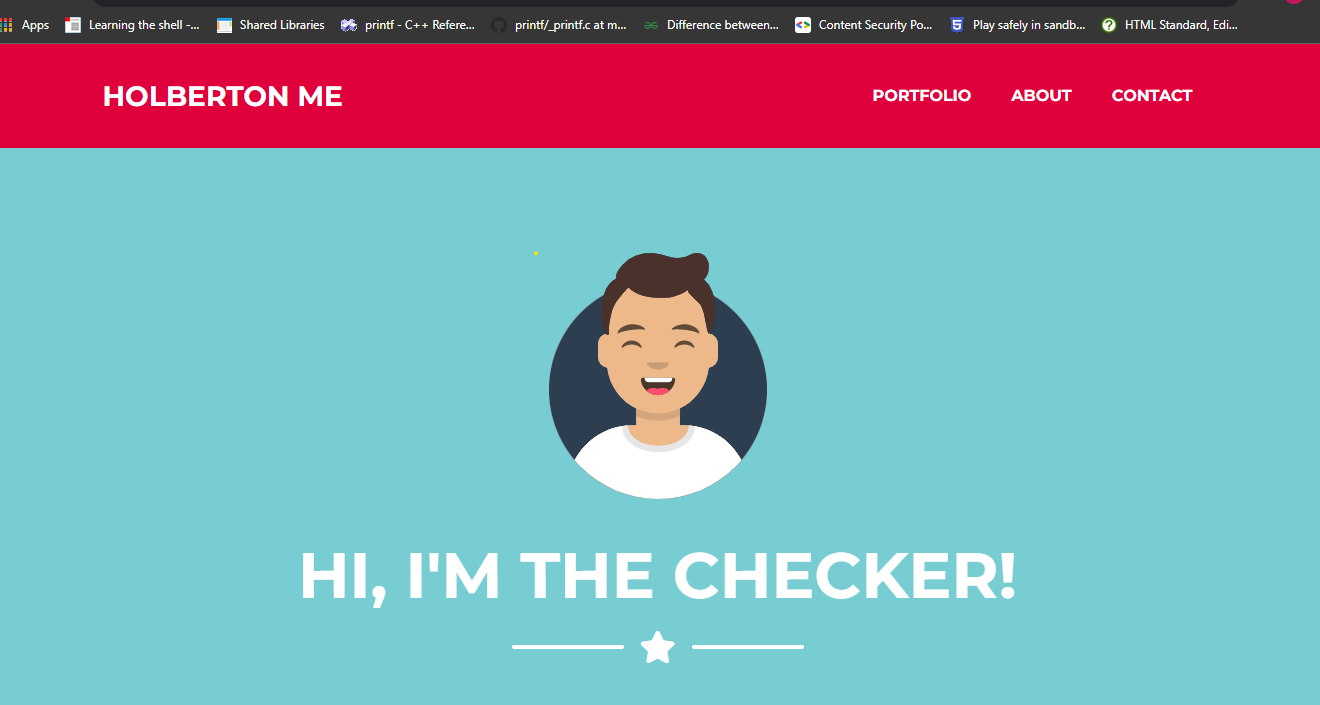 Apps Learning the shell -... Shared Libraries printf - C++ Refere... printf/_printf.c at m... Difference between... Content Security Po... Play safely in sandb... HTML Standard, Edi...
HOLBERTON ME PORTFOLIO ABOUT CONTACT
HI, I'M THE CHECKER!